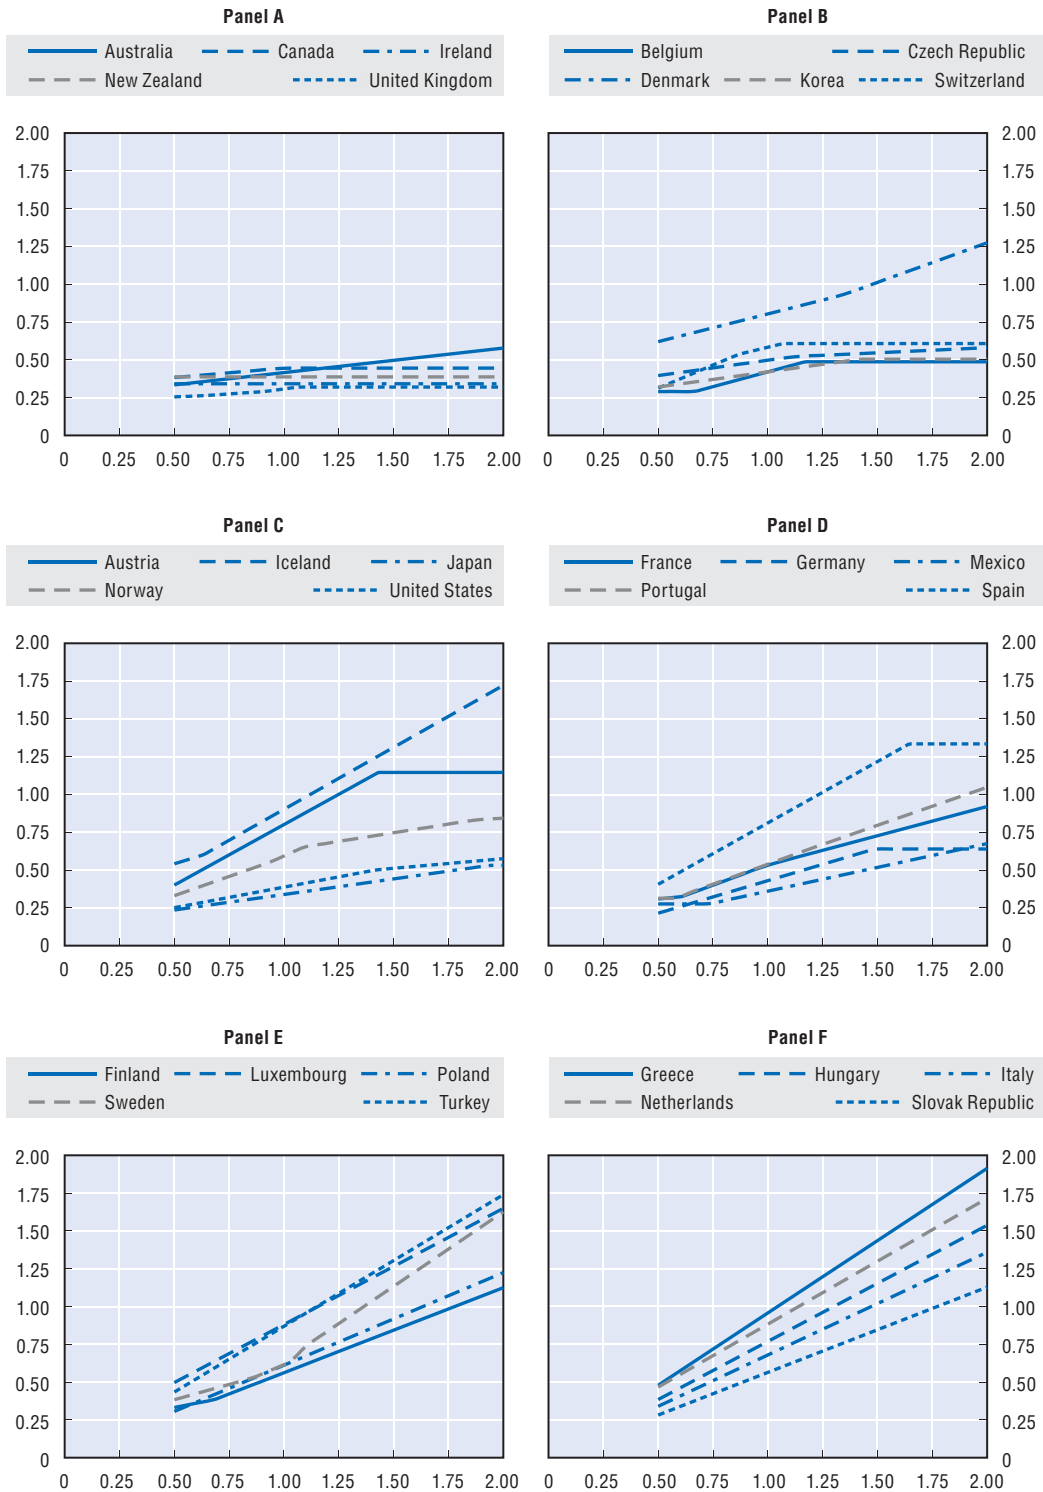 Panel A
Australia Canada Ireland
New Zealand United Kingdom
2.00
1.75
1.50
1.25
1.00
0.75
0.50
0.25
0
0 0.25 0.50 0.75 1.00 1.25 1.50 1.75 2.00
Panel B
Belgium Czech Republic
Denmark Korea Switzerland
2.00
1.75
1.50
1.25
1.00
0.75
0.50
0.25
0
0 0.25 0.50 0.75 1.00 1.25 1.50 1.75 2.00
Panel C
Austria Iceland Japan
Norway United States
2.00
1.75
1.50
1.25
1.00
0.75
0.50
0.25
0
0 0.25 0.50 0.75 1.00 1.25 1.50 1.75 2.00
Panel D
France Germany Mexico
Portugal Spain
2.00
1.75
1.50
1.25
1.00
0.75
0.50
0.25
0
0 0.25 0.50 0.75 1.00 1.25 1.50 1.75 2.00
Panel E
Finland Luxembourg Poland
Sweden Turkey
2.00
1.75
1.50
1.25
1.00
0.75
0.50
0.25
0
0 0.25 0.50 0.75 1.00 1.25 1.50 1.75 2.00
Panel F
Greece Hungary Italy
Netherlands Slovak Republic
2.00
1.75
1.50
1.25
1.00
0.75
0.50
0.25
0
0 0.25 0.50 0.75 1.00 1.25 1.50 1.75 2.00